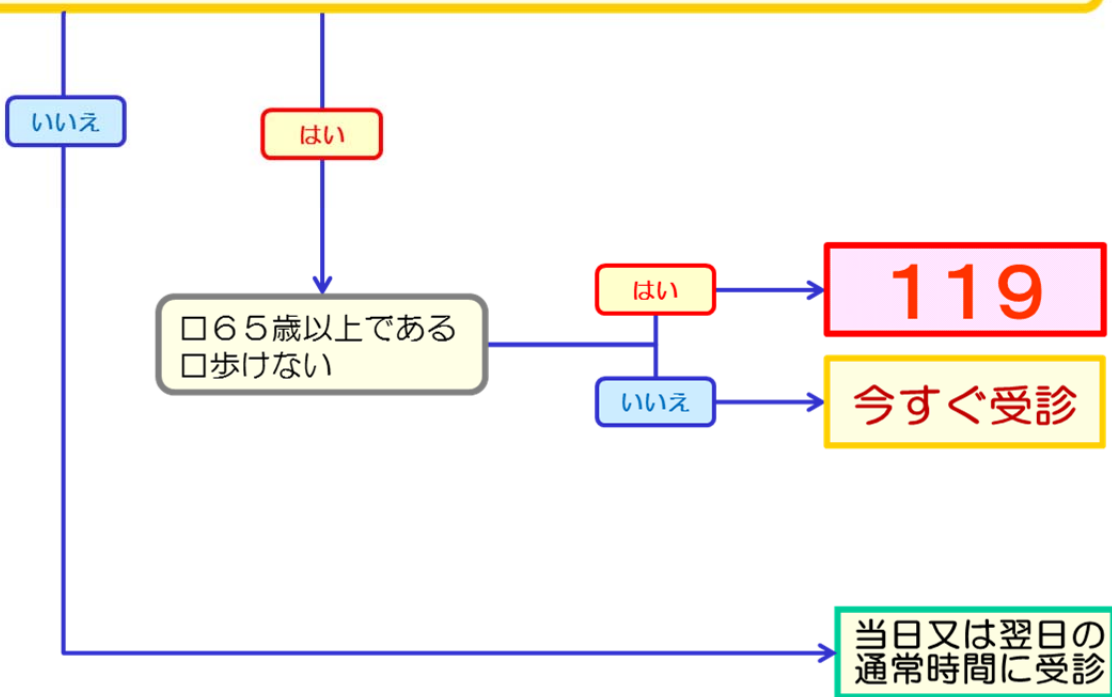 いいえ
はい
はい
119
□65歳以上である
□歩けない
いいえ
今すぐ受診
当日又は翌日の
通常時間に受診